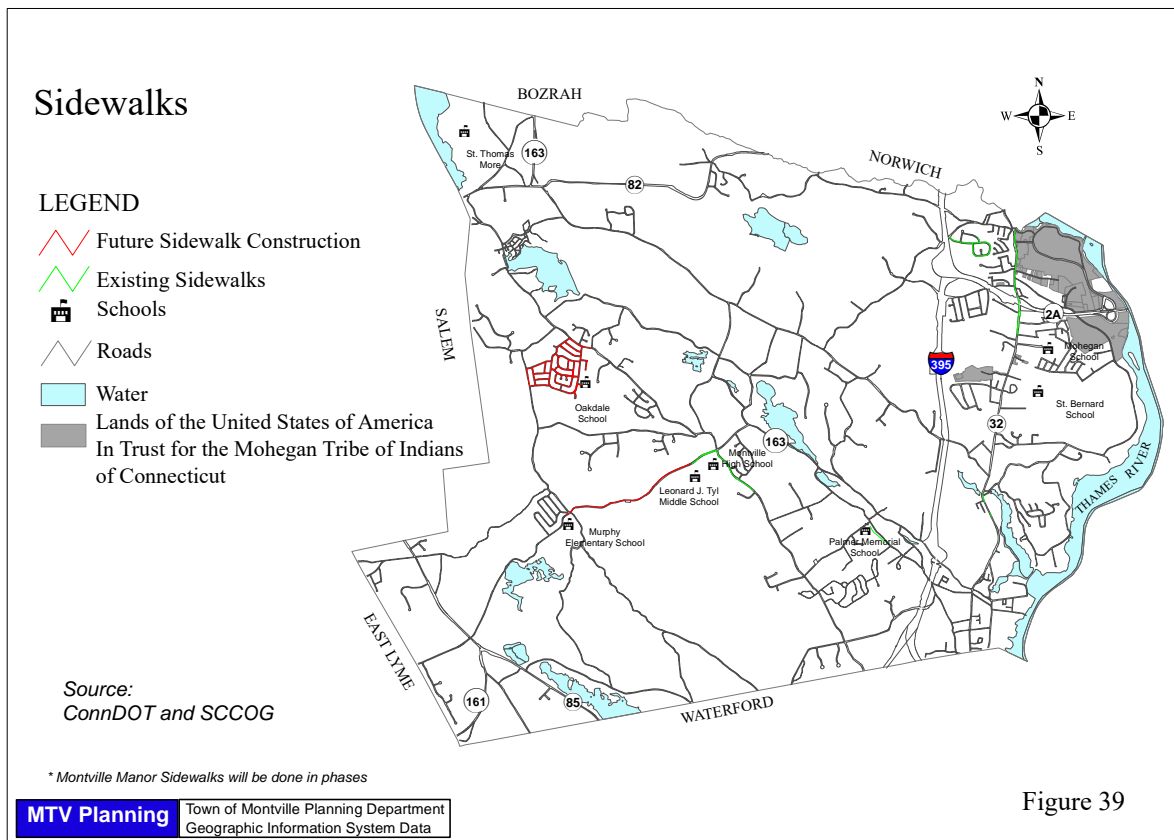 Sidewalks
LEGEND
Future Sidewalk Construction
Existing Sidewalks
Schools
Roads
Water
Lands of the United States of America
In Trust for the Mohegan Tribe of Indians
of Connecticut
Source:
ConnDOT and SCCOG
* Montville Manor Sidewalks will be done in phases
MTV Planning
Town of Montville Planning Department
Geographic Information System Data
Figure 39
N
W
E
S
BOZRAH
NORWICH
SALEM
EAST LYME
WATERFORD
THAMES RIVER
St. Thomas
More
163
82
2A
Mohegan
School
395
St. Bernard
School
32
Oakdale
School
163
Montville
High School
Leonard J. Tyl
Middle School
Murphy
Elementary School
Palmer Memorial
School
161
85